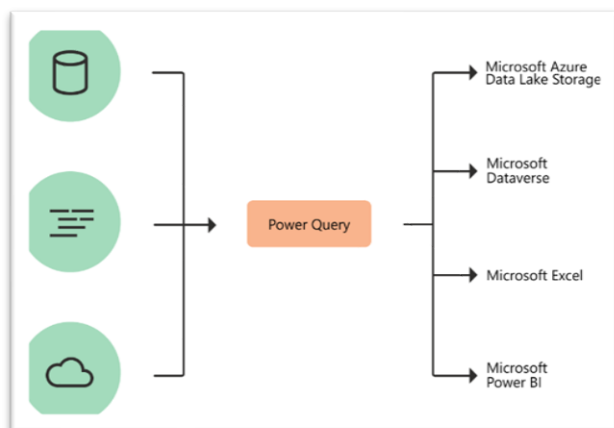 Microsoft Azure
Data Lake Storage
Microsoft
Dataverse
Power Query
Microsoft Excel
Microsoft
Power BI